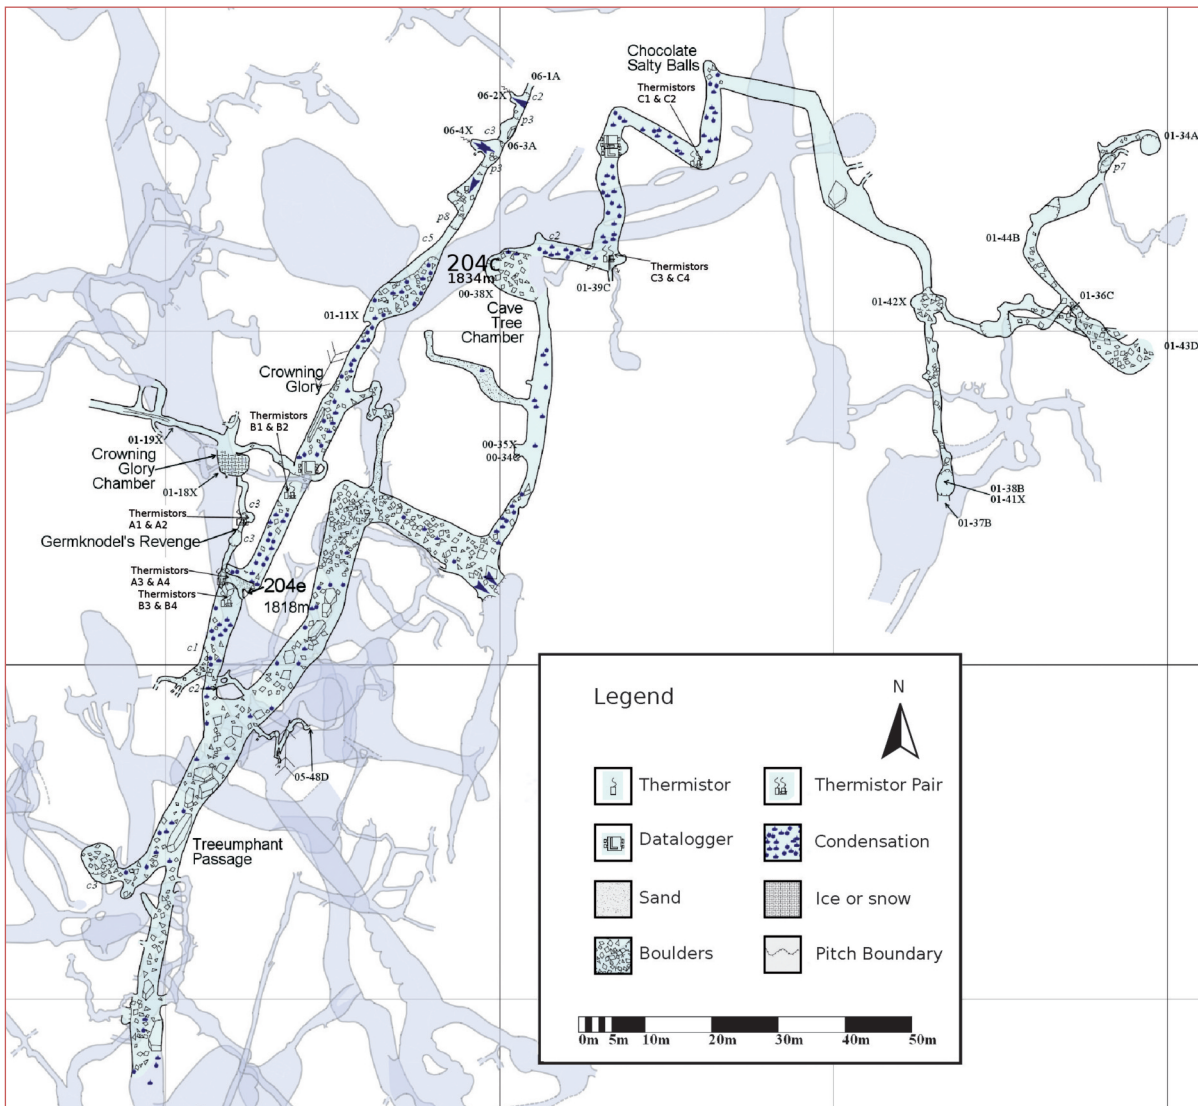 Chocolate
Salty Balls
06-1A
06-2X
c2
p3
Thermistors
C1 & C2
06-4X
c3
06-3A
p3
01-34A
p7
p8
c5
c2
01-44B
204c
1834m
00-38X
p7
Thermistors
C3 & C4
01-39C
01-42X
01-36C
01-11X
Cave
Tree
Chamber
01-43D
Crowning
Glory
Thermistors
B1 & B2
01-19X
Crowning
Glory
Chamber
00-35X
01-18X
01-38B
01-41X
c3
Thermistors
A1 & A2
01-37B
Germknodel's Revenge
c3
Thermistors
A3 & A4
Thermistors
B3 & B4
204e
1818m
c1
c2
05-48D
Treeumphant
Passage
c3
Legend
N
Thermistor
Thermistor Pair
Datalogger
Condensation
Sand
Ice or snow
Boulders
Pitch Boundary
0m 5m 10m 20m 30m 40m 50m